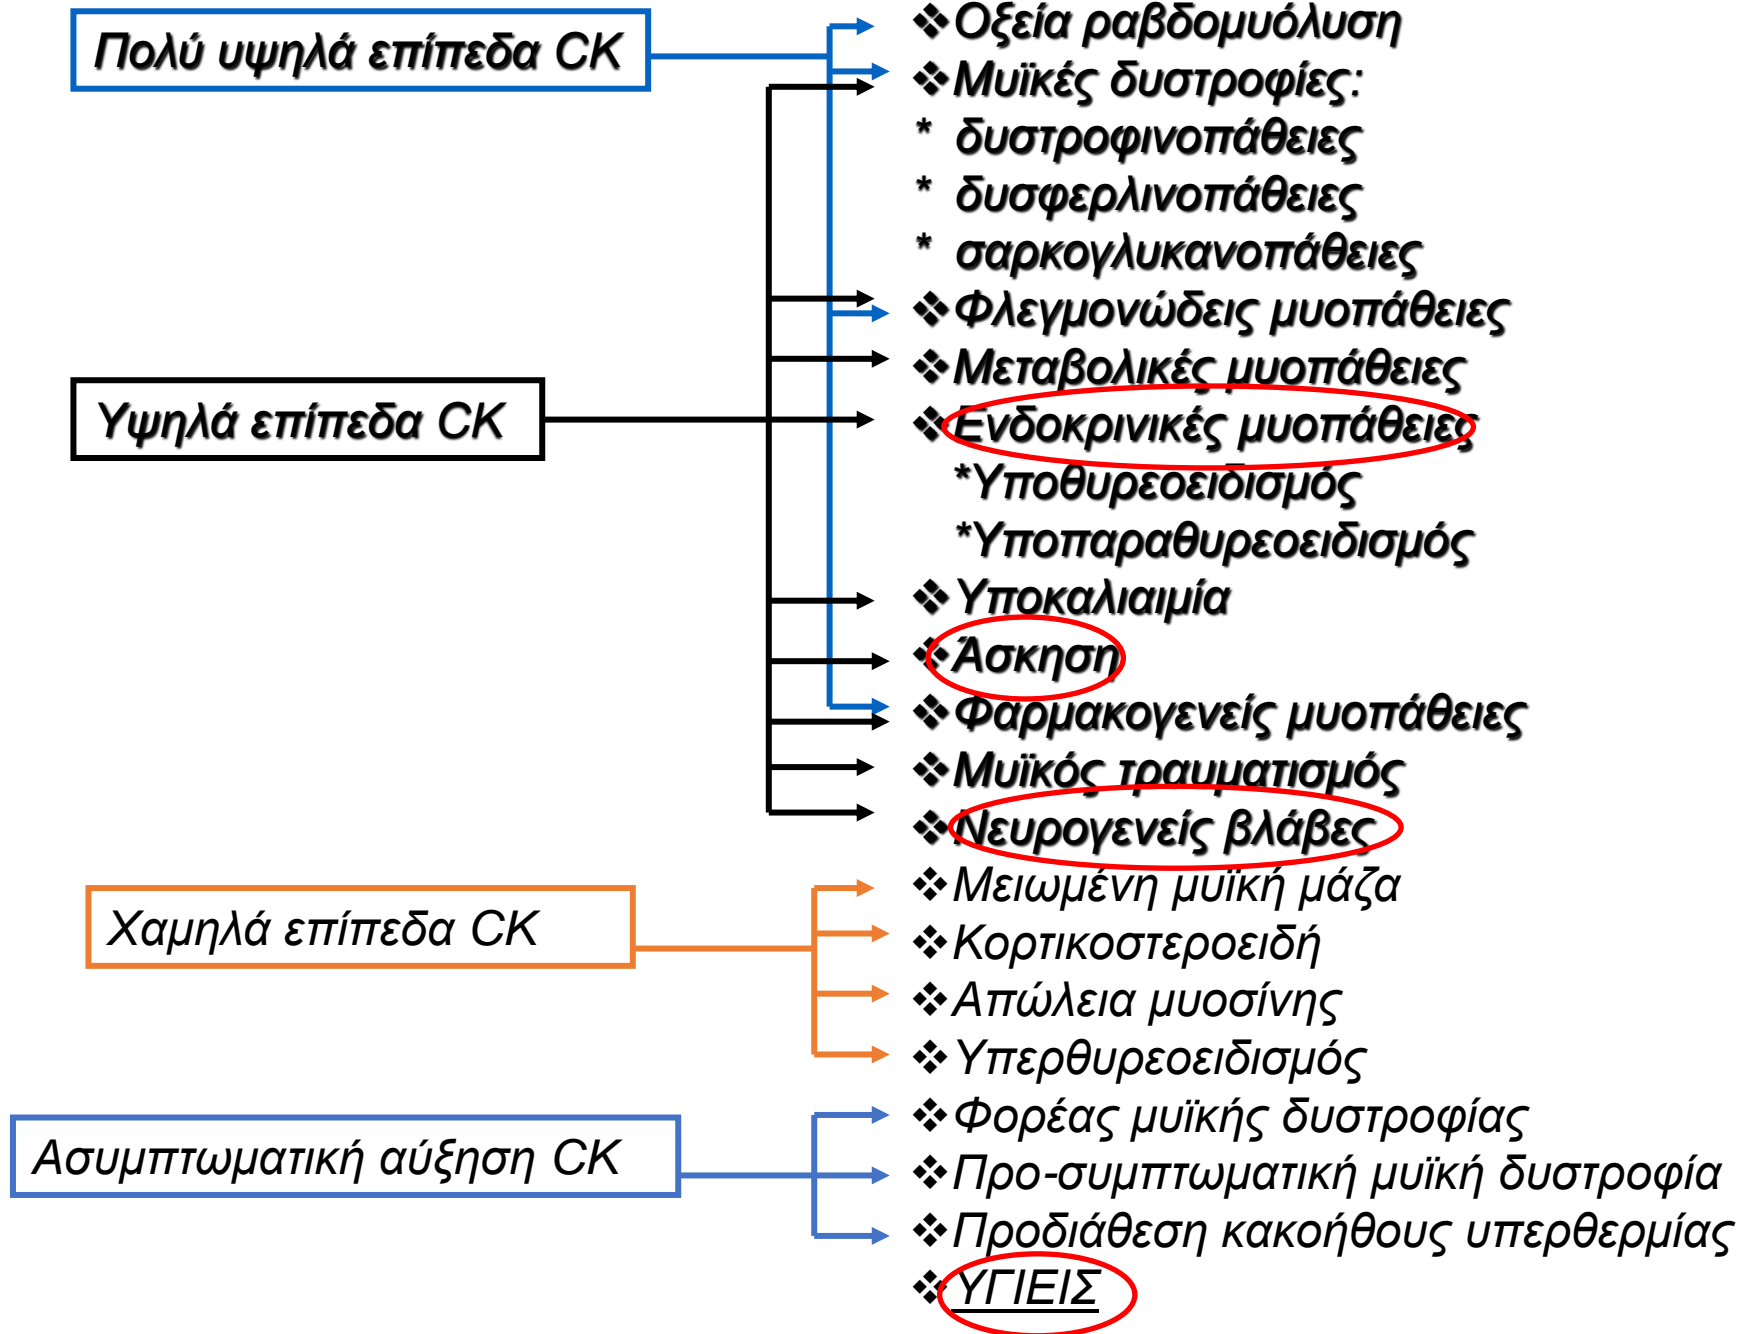 Πολύ υψηλά επίπεδα CK
Υψηλά επίπεδα CK
Χαμηλά επίπεδα CK
Ασυμπτωματική αύξηση CK
❖Οξεία ραβδομυόλυση
❖Μυϊκές δυστροφίες:
* δυστροφινοπάθειες
* δυσφερλινοπάθειες
* σαρκογλυκανοπάθειες
❖Φλεγμονώδεις μυοπάθειες
❖Μεταβολικές μυοπάθειες
❖Ενδοκρινικές μυοπάθειες
*Υποθυρεοειδισμός
*Υποπαραθυρεοειδισμός
❖Υποκαλιαιμία
❖Άσκηση
❖Φαρμακογενείς μυοπάθειες
❖Μυϊκός τραυματισμός
❖Νευρογενείς βλάβες
❖Μειωμένη μυϊκή μάζα
❖Κορτικοστεροειδή
❖Απώλεια μυοσίνης
❖Υπερθυρεοειδισμός
❖Φορέας μυϊκής δυστροφίας
❖Προ-συμπτωματική μυϊκή δυστροφία
❖Προδιάθεση κακοήθους υπερθερμίας
❖ΥΓΙΕΙΣ